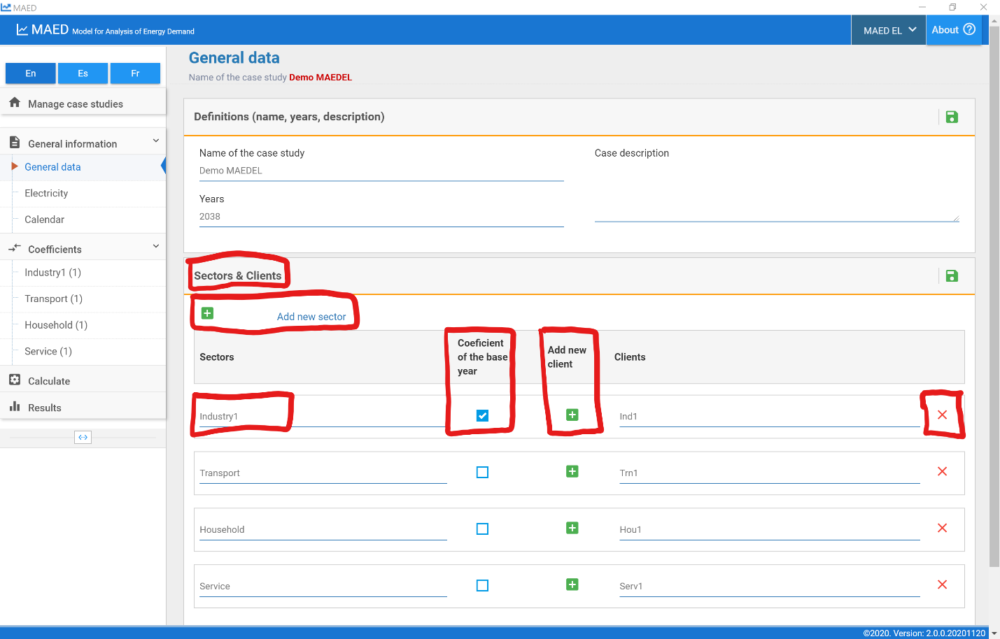 MAED
MAED Model for Analysis of Energy Demand
MAED EL
About
En Es Fr
Manage case studies
General information
General data
Electricity
Calendar
Coefficients
Industry1 (1)
Transport (1)
Household (1)
Service (1)
Calculate
Results
General data
Name of the case study Demo MAEDEL
Definitions (name, years, description)
Name of the case study
Demo MAEDEL
Case description
Years
2038
Sectors & Clients
Add new sector
Sectors
Coeficient
of the base
year
Add new
client
Clients
Industry1 Ind1
Transport Trn1
Household Hou1
Service Serv1
©2020. Version: 2.0.0.20201120